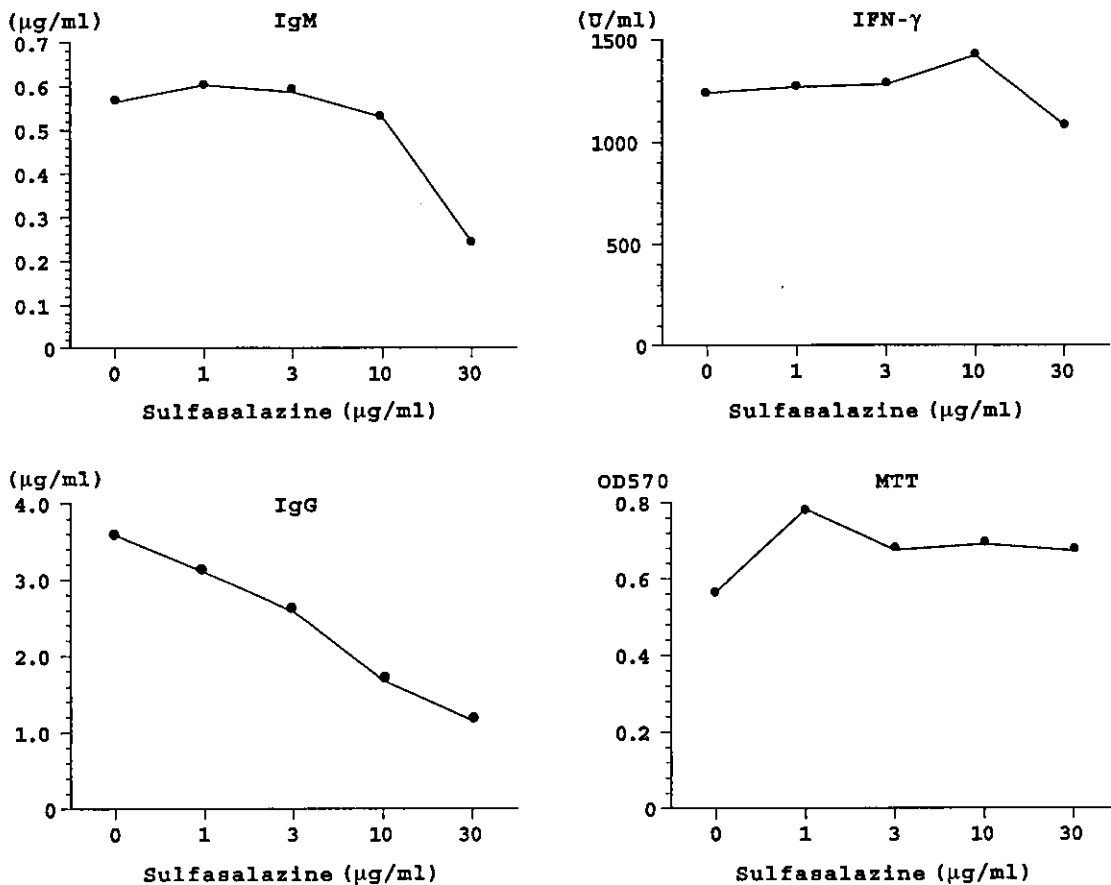 (μg/ml) IgM
0.7
0.6
0.5
0.4
0.3
0.2
0.1
0
0 1 3 10 30
Sulfasalazine (μg/ml)
(U/ml) IFN-γ
1500
1000
500
0
0 1 3 10 30
Sulfasalazine (μg/ml)
(μg/ml) IgG
4.0
3.0
2.0
1.0
0
0 1 3 10 30
Sulfasalazine (μg/ml)
OD570 MTT
0.8
0.6
0.4
0.2
0
0 1 3 10 30
Sulfasalazine (μg/ml)